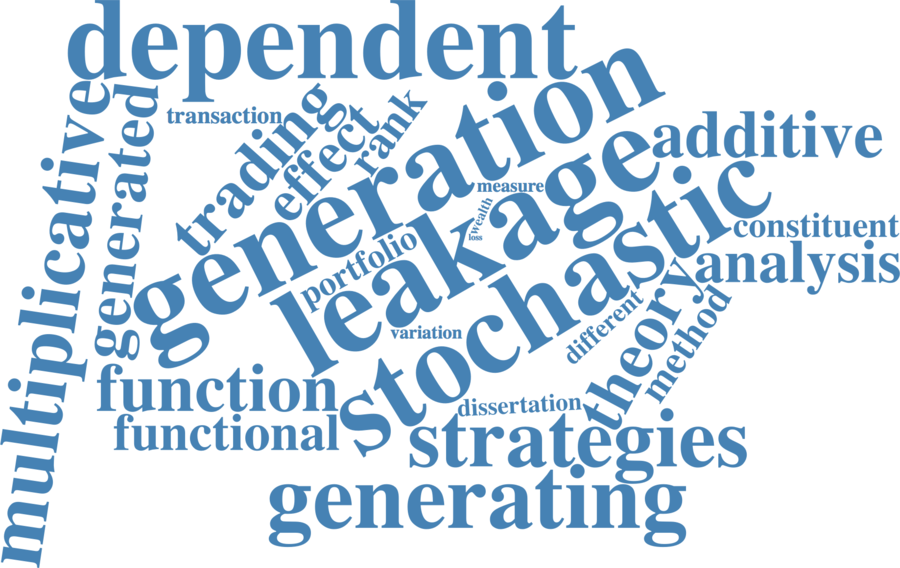 dependent
multiplicative
generated
transaction
trading
effect
rank
generation
additive
measure
wealth
loss
leakage
portfolio
stochastic
constituent
analysis
variation
different
theory
method
function
functional
dissertation
strategies
generating